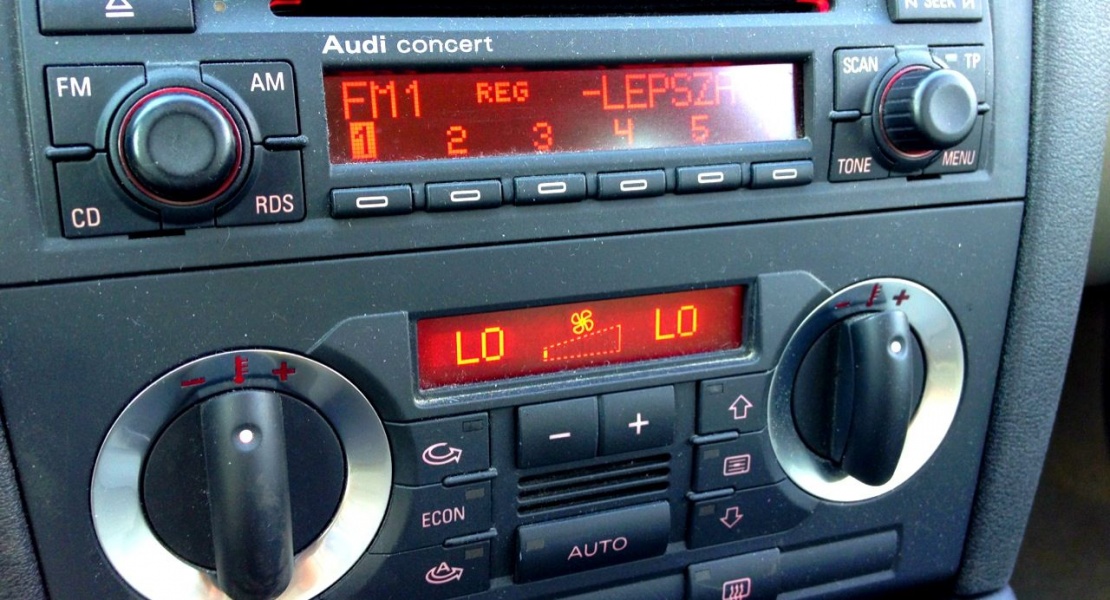 SEEK
Audi concert
FM
AM
CD
RDS
FM1 REG -LEPSZA
1 2 3 4 5
SCAN
TP
TONE
MENU
LO LO
- +
- +
- +
ECON
A
AUTO